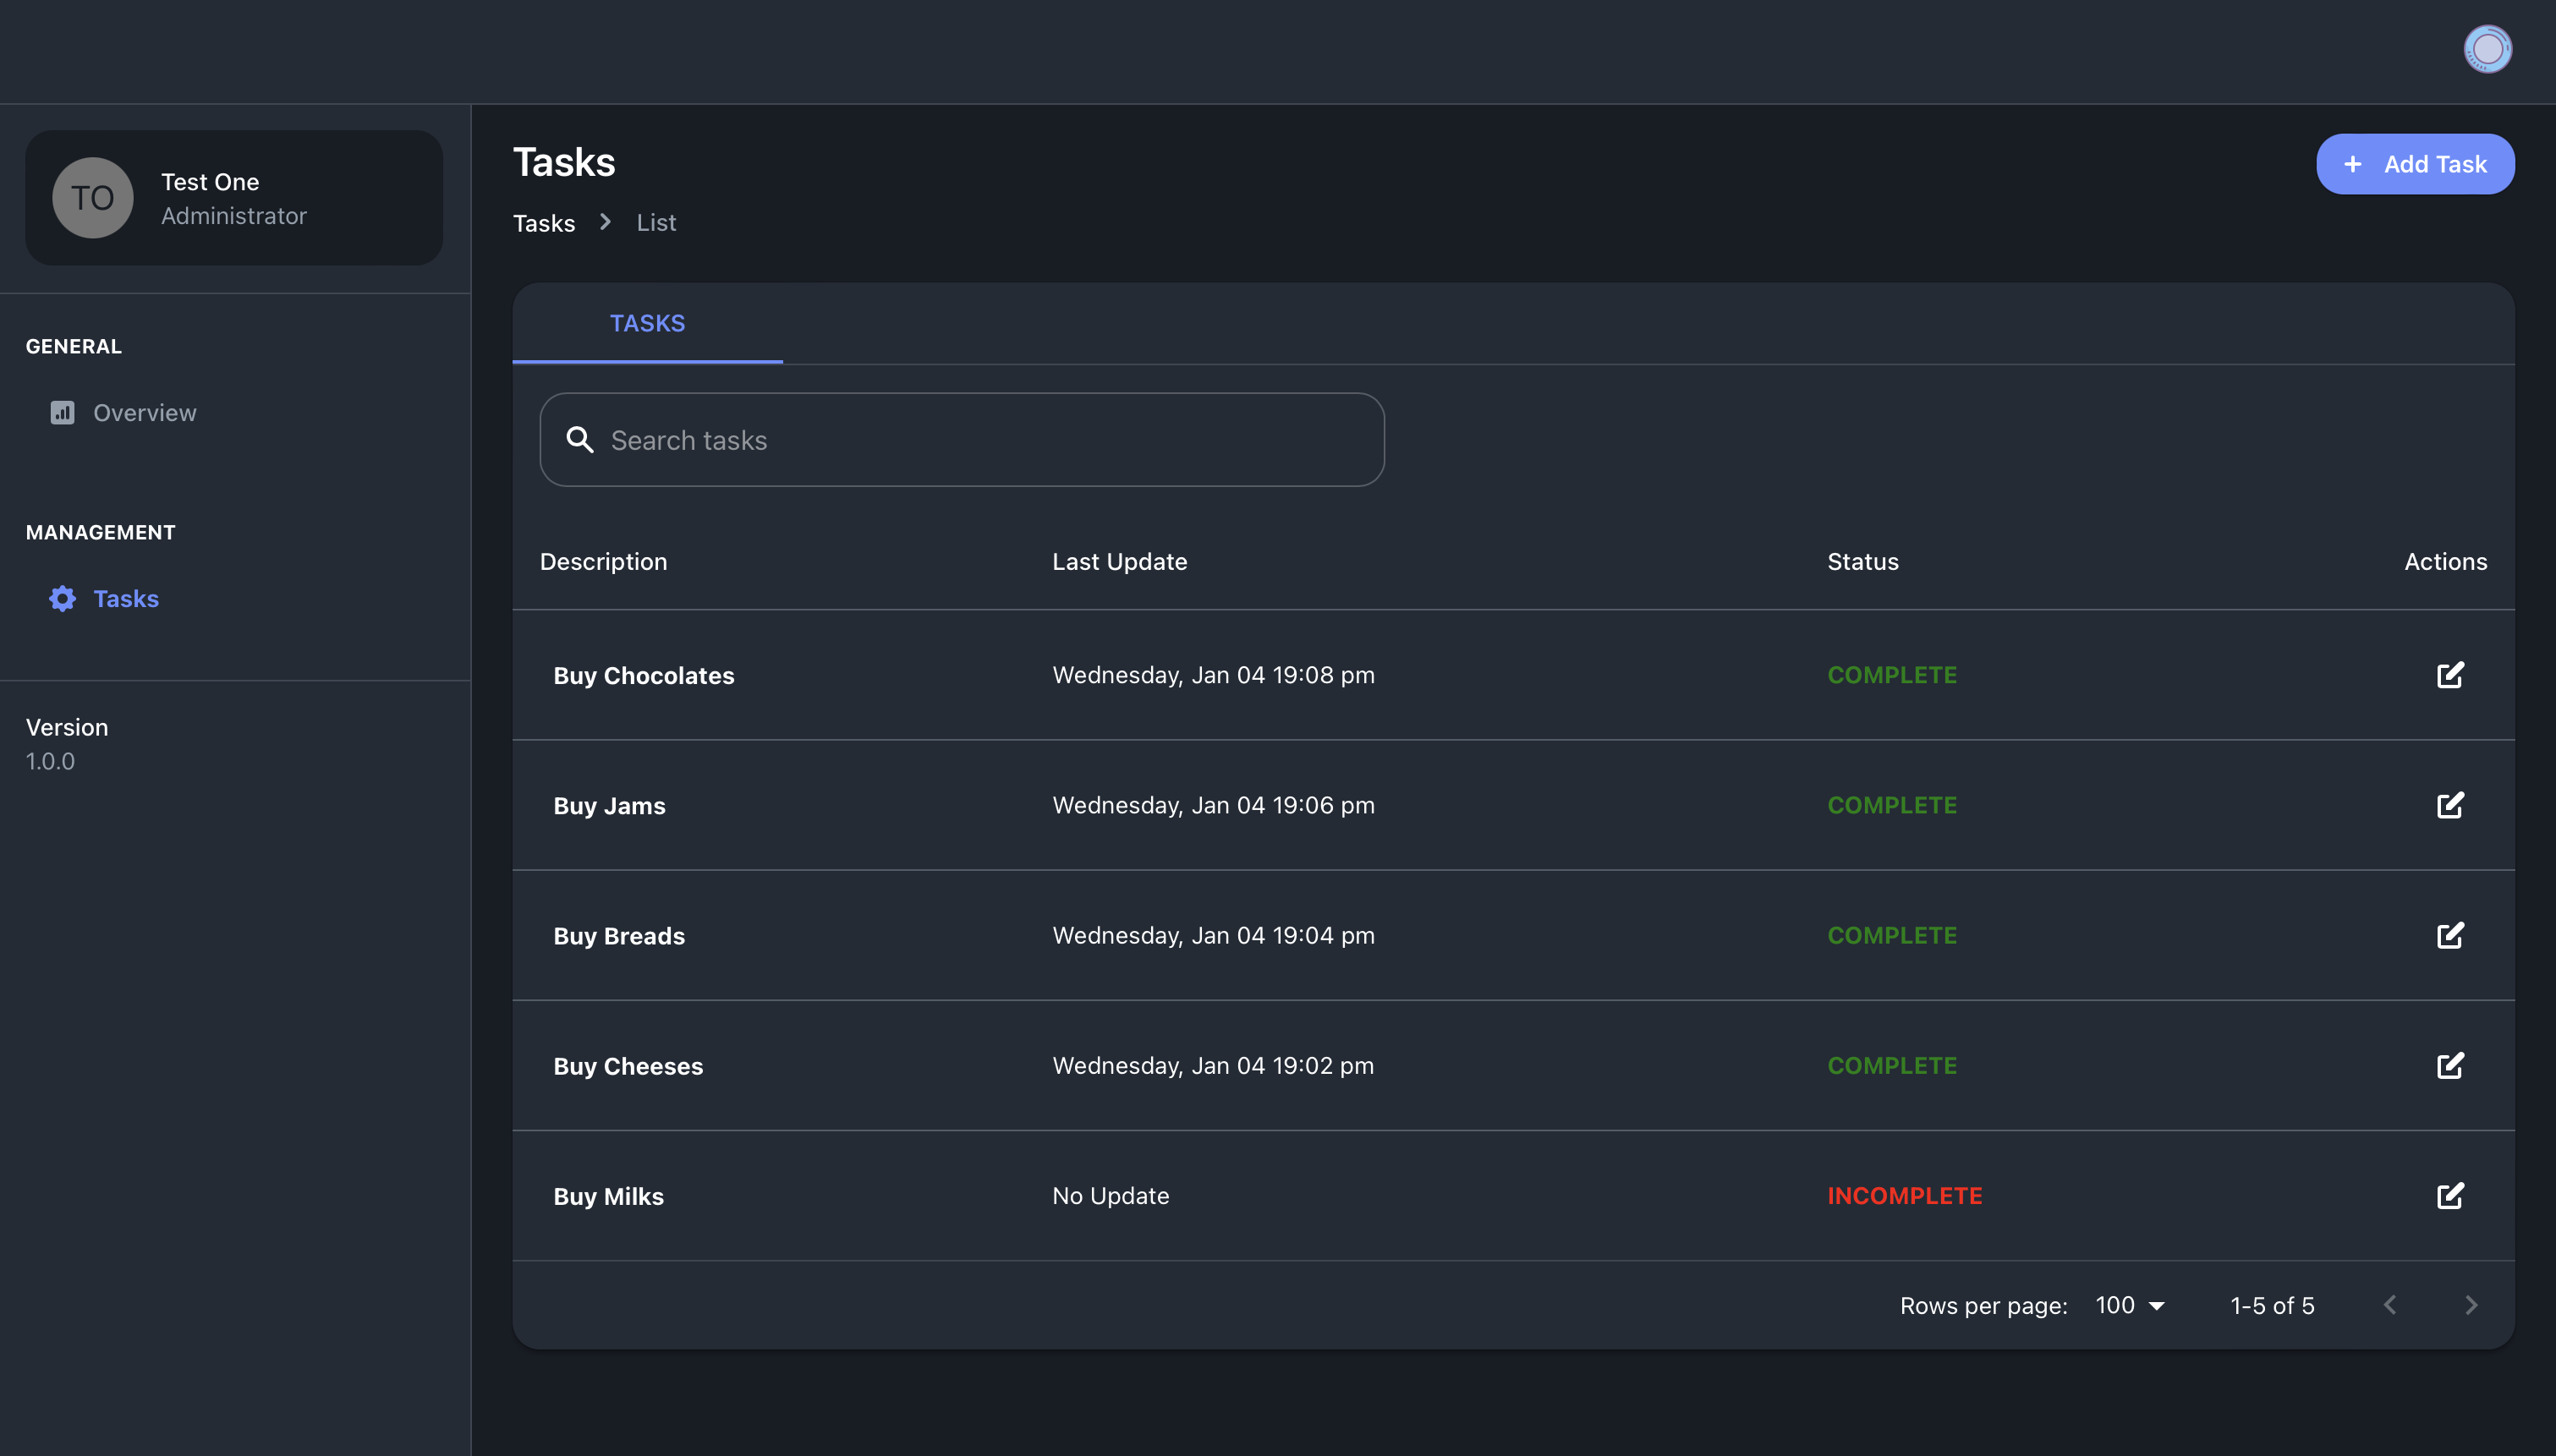 TO
Test One
Administrator
GENERAL
Overview
MANAGEMENT
Tasks
Version
1.0.0
Tasks
+ Add Task
Tasks > List
TASKS
Search tasks
Description Last Update Status Actions
Buy Chocolates Wednesday, Jan 04 19:08 pm COMPLETE
Buy Jams Wednesday, Jan 04 19:06 pm COMPLETE
Buy Breads Wednesday, Jan 04 19:04 pm COMPLETE
Buy Cheeses Wednesday, Jan 04 19:02 pm COMPLETE
Buy Milks No Update INCOMPLETE
Rows per page: 100 1-5 of 5